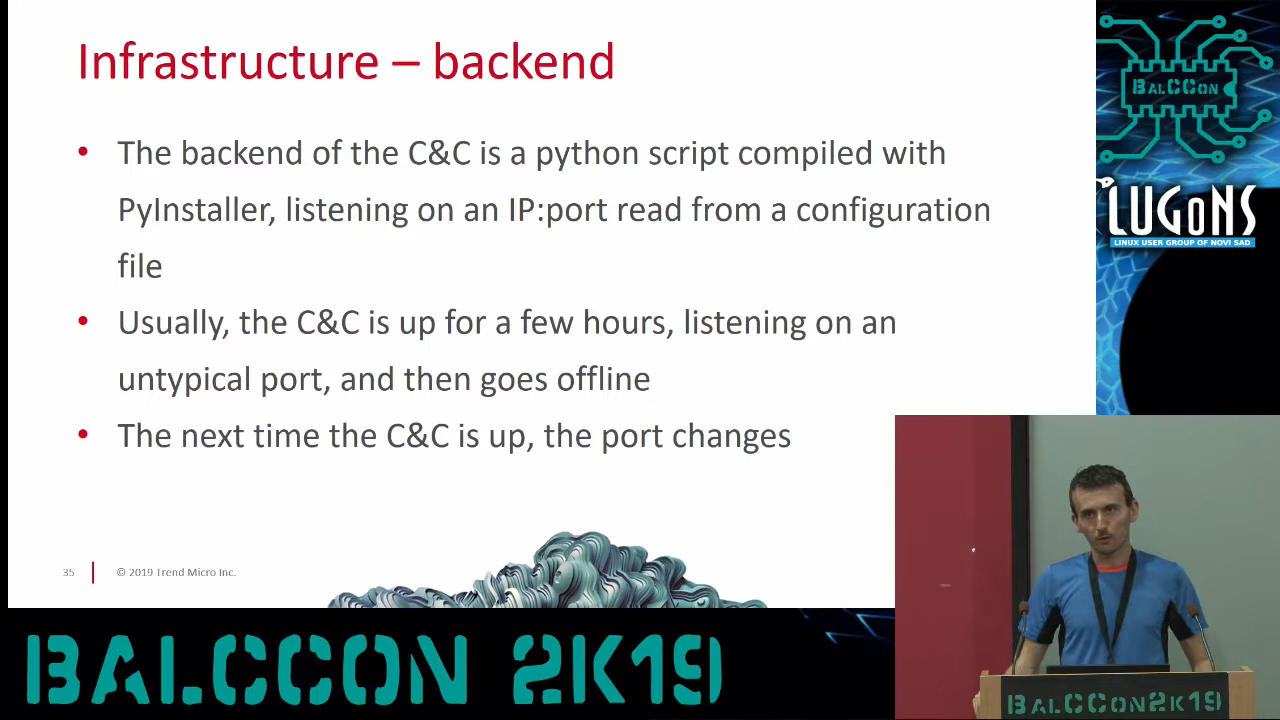 Infrastructure – backend
• The backend of the C&C is a python script compiled with
PyInstaller, listening on an IP:port read from a configuration
file
• Usually, the C&C is up for a few hours, listening on an
untypical port, and then goes offline
• The next time the C&C is up, the port changes
35
© 2019 Trend Micro Inc.
BALCCON
LUGONS
LINUX USER GROUP OF NOVI SAD
BALCCON 2K19
BALCCON2K19